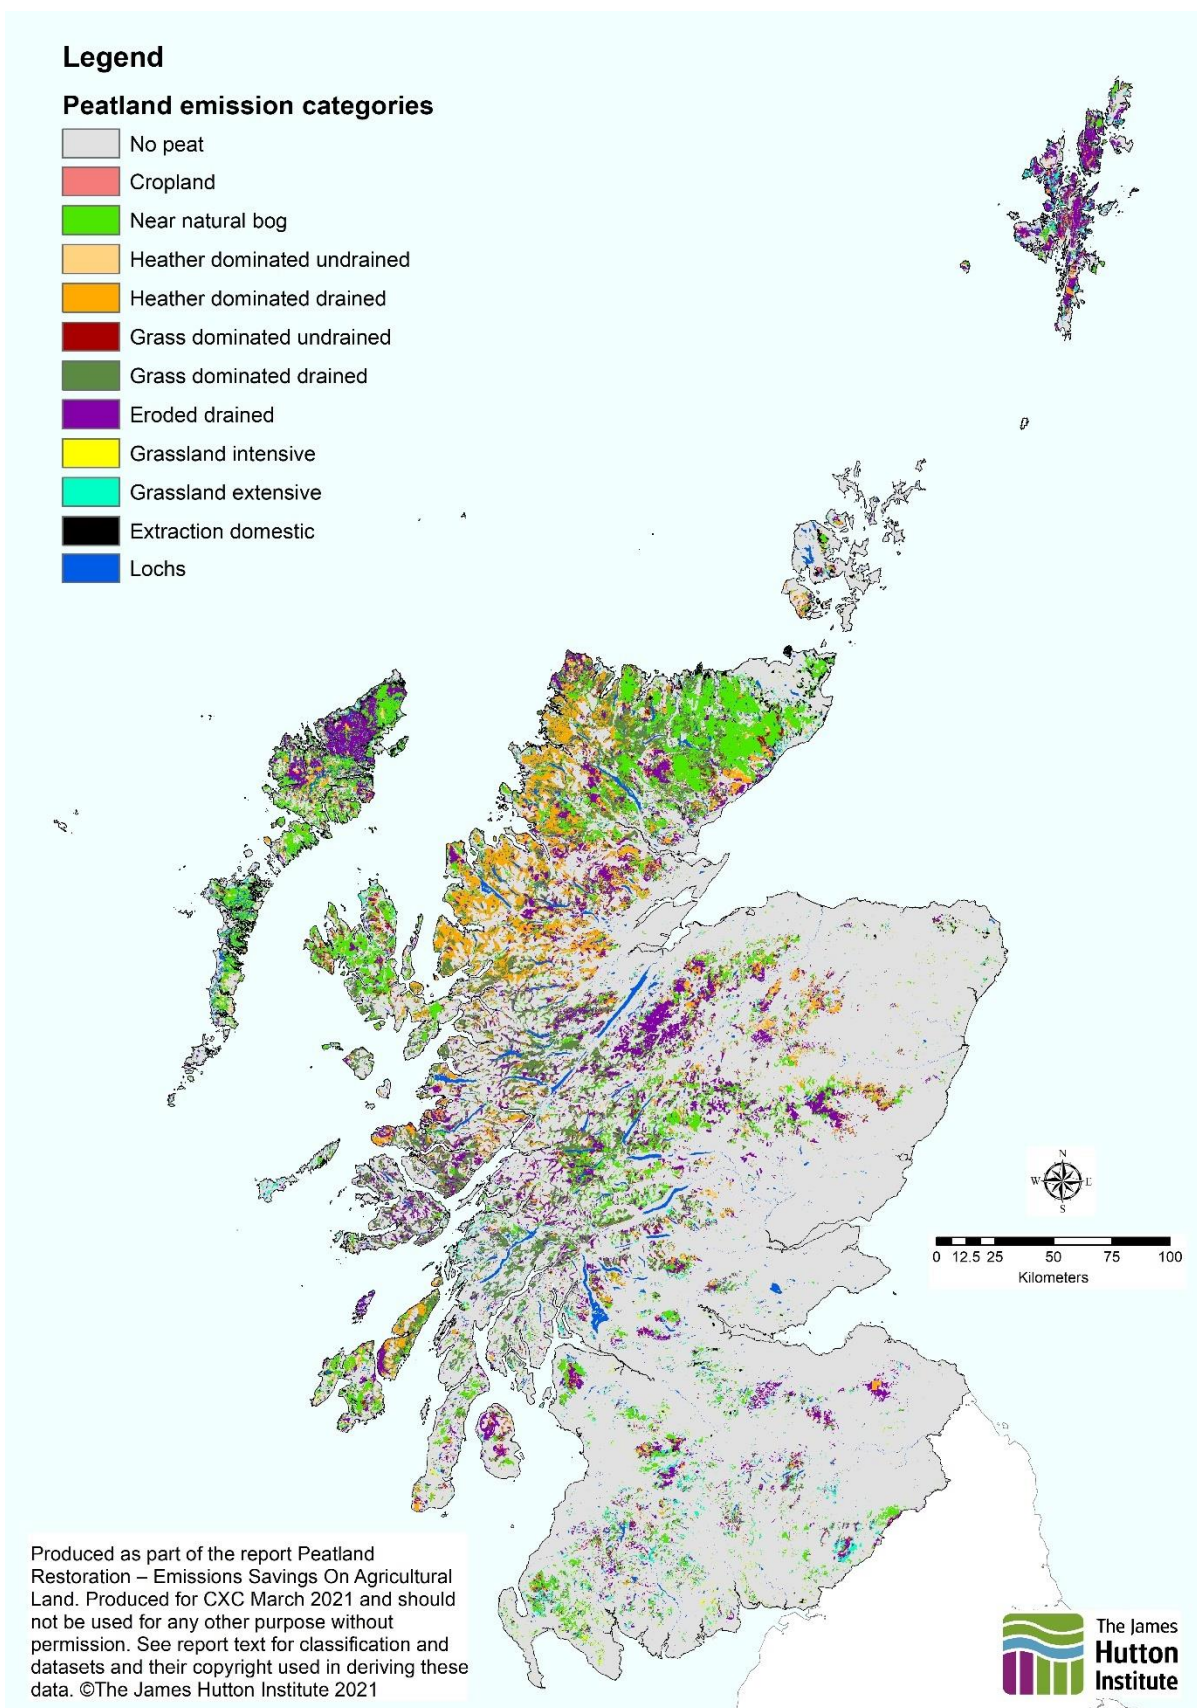 Legend
Peatland emission categories
No peat
Cropland
Near natural bog
Heather dominated undrained
Heather dominated drained
Grass dominated undrained
Grass dominated drained
Eroded drained
Grassland intensive
Grassland extensive
Extraction domestic
Lochs
N
W E
S
0 12.5 25 50 75 100
Kilometers
Produced as part of the report Peatland
Restoration – Emissions Savings On Agricultural
Land. Produced for CXC March 2021 and should
not be used for any other purpose without
permission. See report text for classification and
datasets and their copyright used in deriving these
data. ©The James Hutton Institute 2021
The James
Hutton
Institute